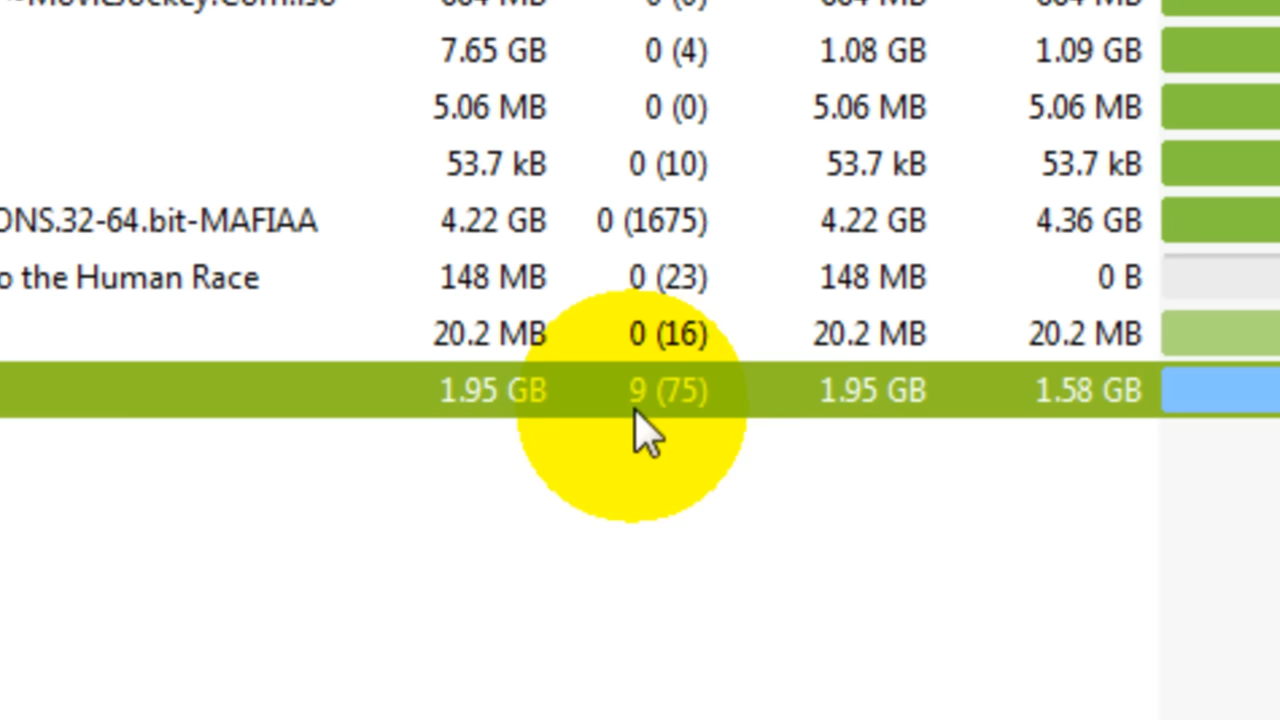 7.65 GB 0 (4) 1.08 GB 1.09 GB
5.06 MB 0 (0) 5.06 MB 5.06 MB
53.7 kB 0 (10) 53.7 kB 53.7 kB
ONS.32-64.bit-MAFIAA 4.22 GB 0 (1675) 4.22 GB 4.36 GB
o the Human Race 148 MB 0 (23) 148 MB 0 B
20.2 MB 0 (16) 20.2 MB 20.2 MB
1.95 GB 9 (75) 1.95 GB 1.58 GB